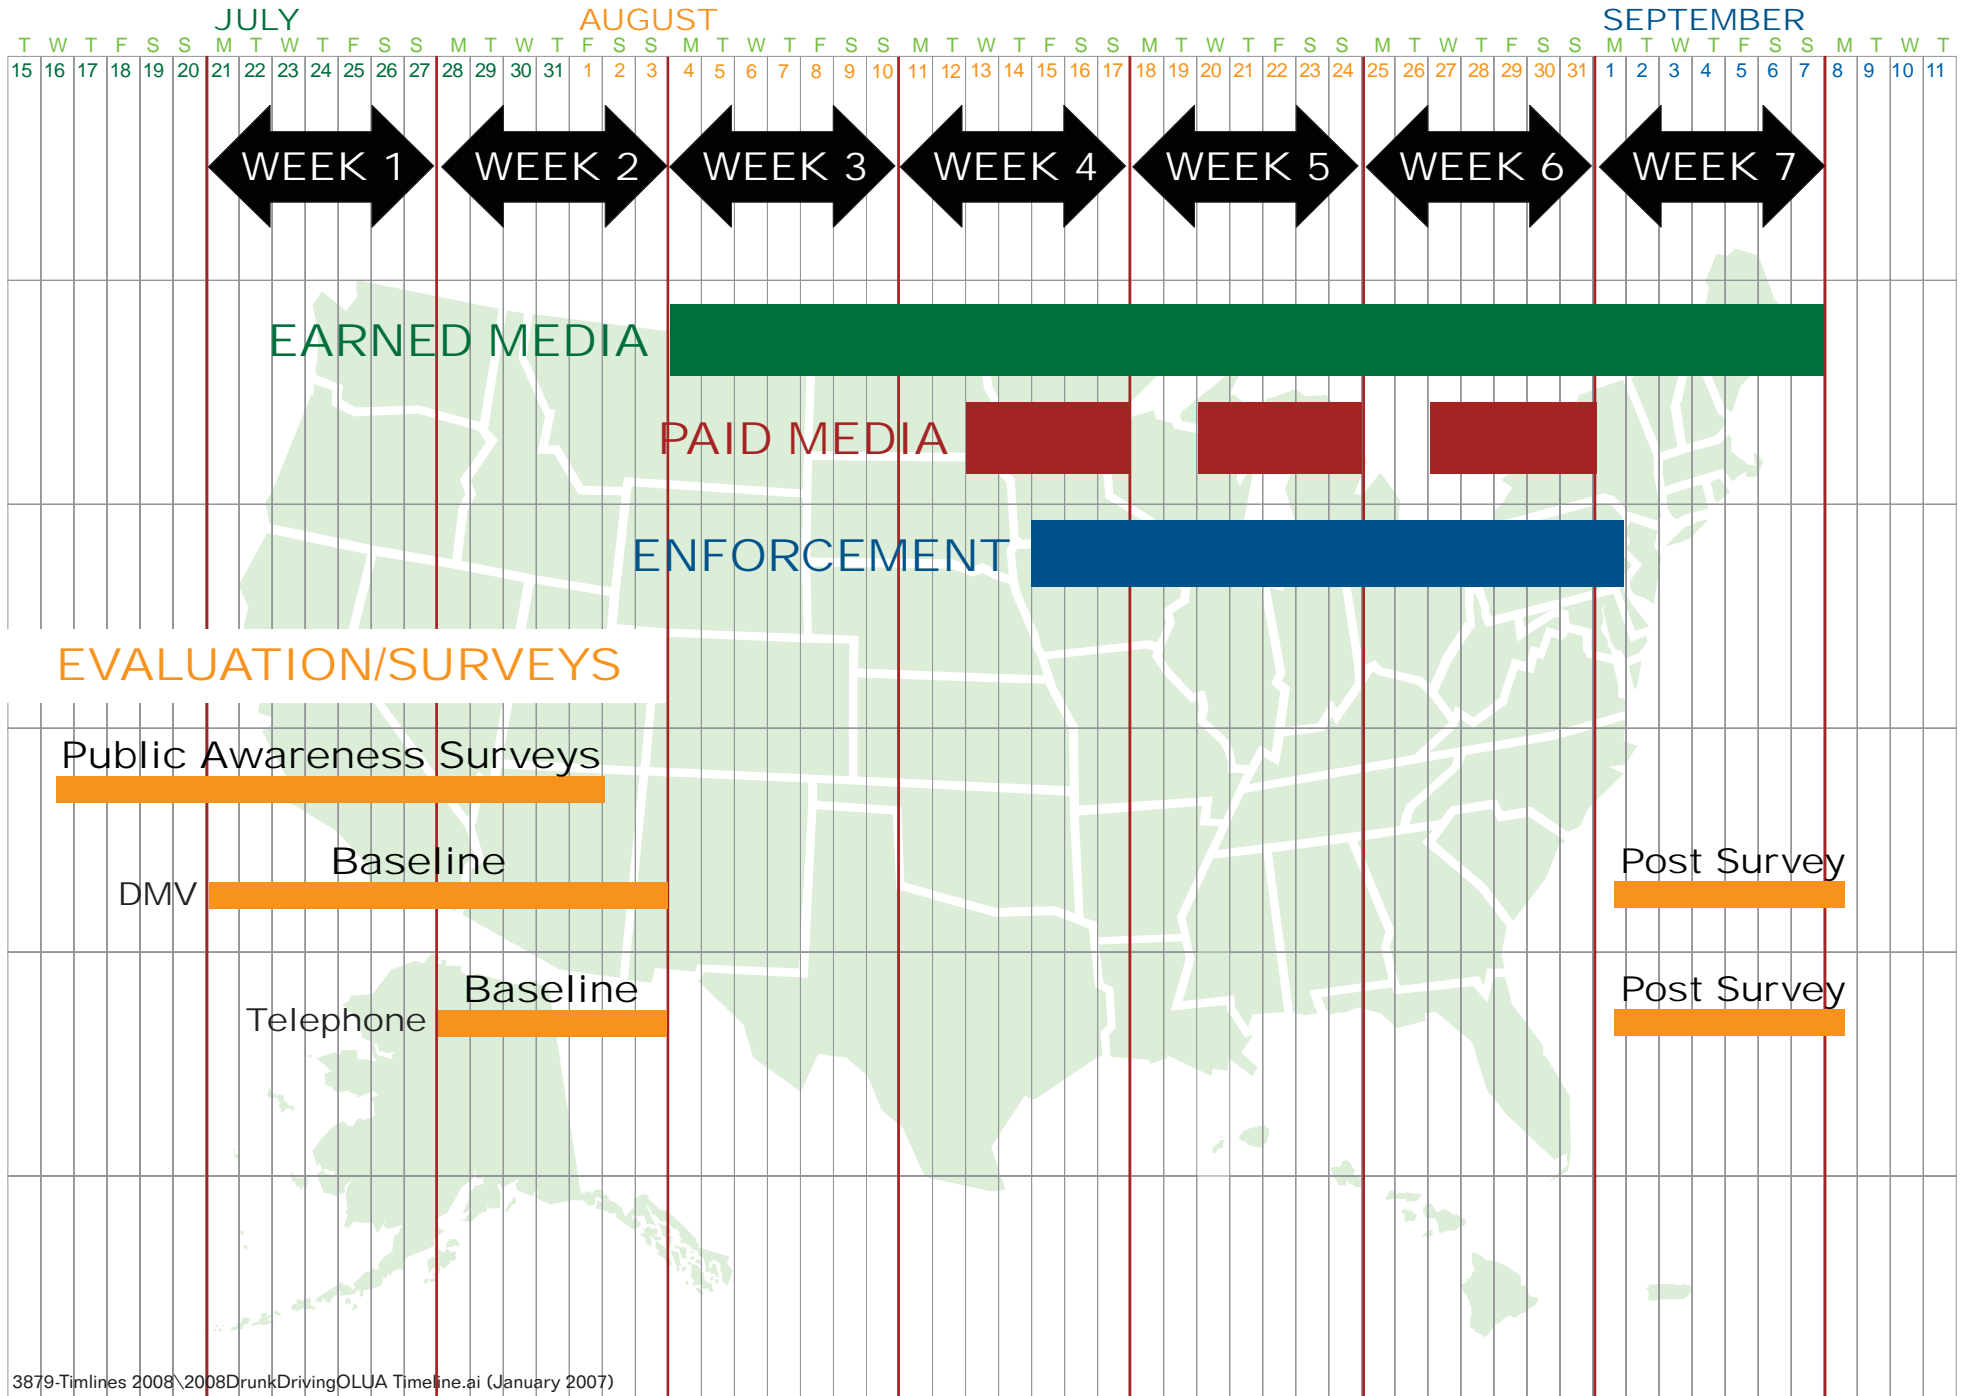 JULY AUGUST SEPTEMBER
T W T F S S M T W T F S S M T W T F S S M T W T F S S M T W T F S S M T W T F S S M T W T F S S M T W T F S S M T W T
15 16 17 18 19 20 21 22 23 24 25 26 27 28 29 30 31 1 2 3 4 5 6 7 8 9 10 11 12 13 14 15 16 17 18 19 20 21 22 23 24 25 26 27 28 29 30 31 1 2 3 4 5 6 7 8 9 10 11
WEEK 1 WEEK 2 WEEK 3 WEEK 4 WEEK 5 WEEK 6 WEEK 7
EARNED MEDIA
PAID MEDIA
ENFORCEMENT
EVALUATION/SURVEYS
Public Awareness Surveys
Baseline Post Survey
DMV
Baseline Post Survey
Telephone
3879-Timlines 2008\2008DrunkDrivingOLUA Timeline.ai (January 2007)